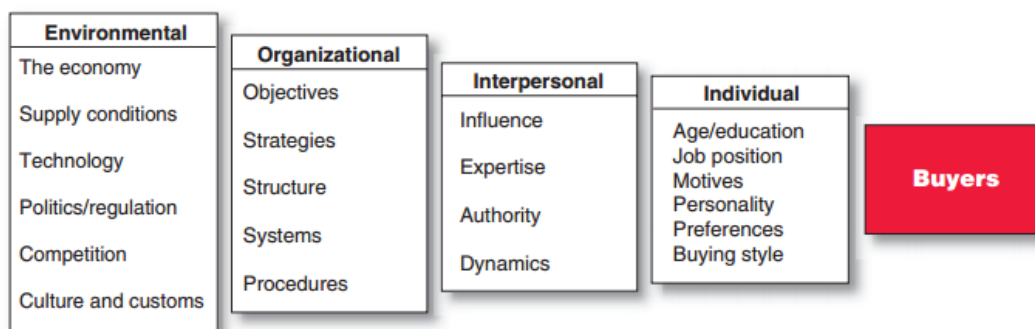 Environmental
The economy
Supply conditions
Technology
Politics/regulation
Competition
Culture and customs
Organizational
Objectives
Strategies
Structure
Systems
Procedures
Interpersonal
Influence
Expertise
Authority
Dynamics
Individual
Age/education
Job position
Motives
Personality
Preferences
Buying style
Buyers